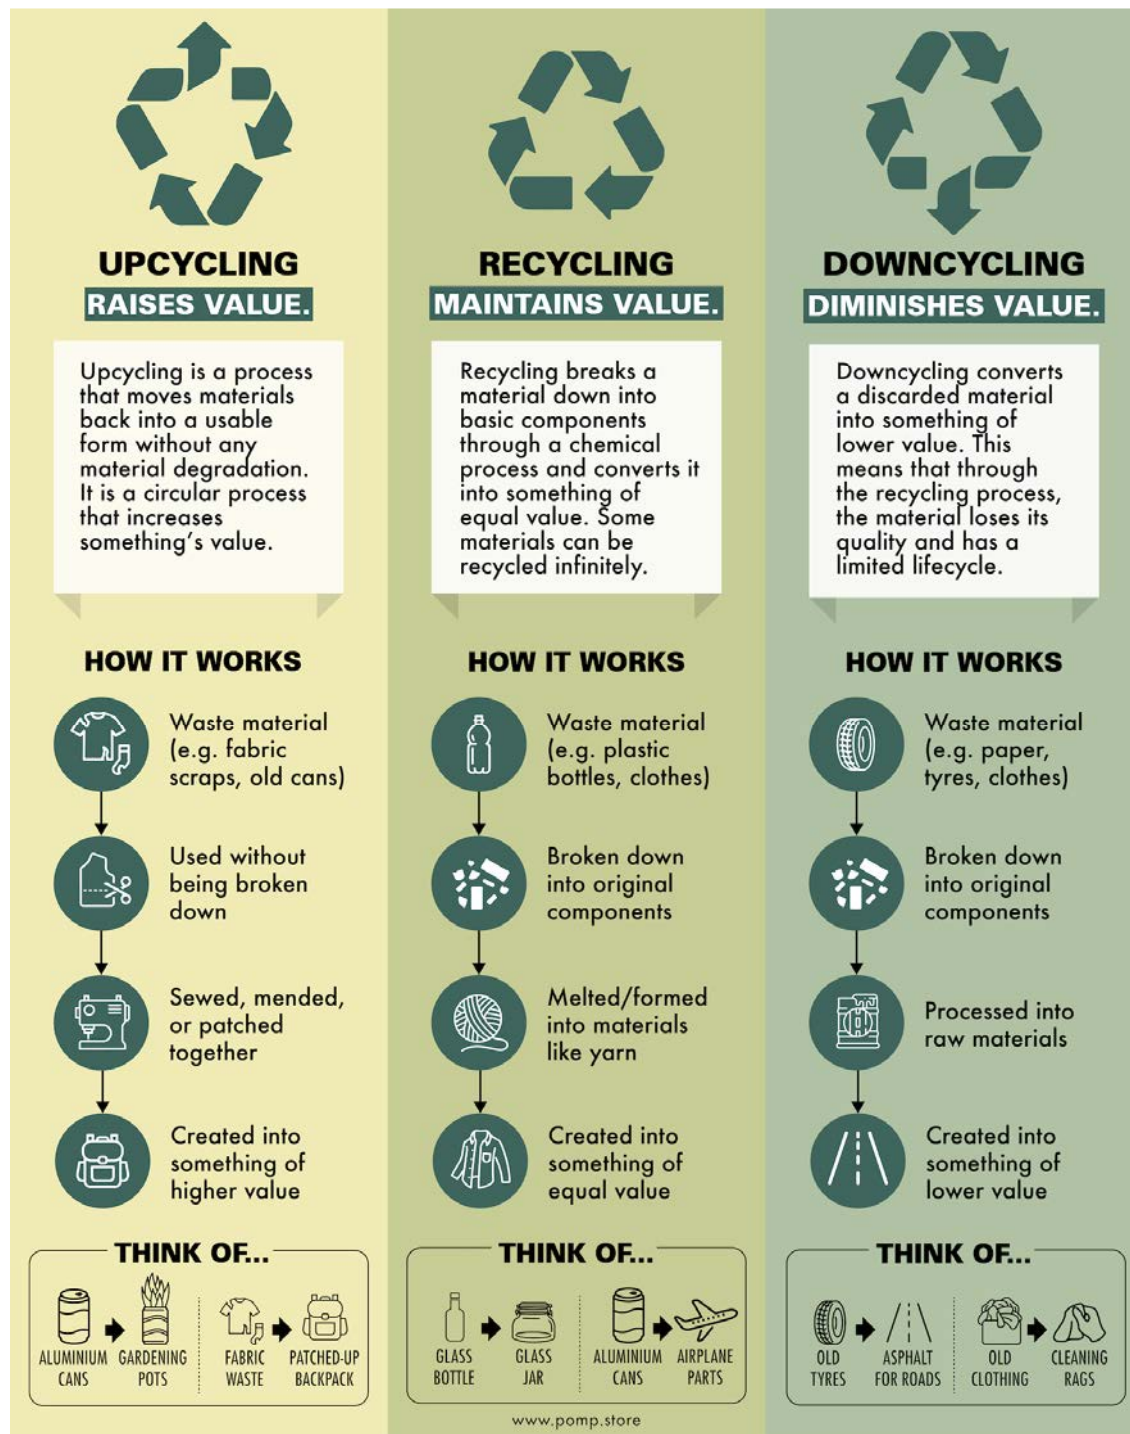 UPCYCLING
RAISES VALUE.
Upcycling is a process
that moves materials
back into a usable
form without any
material degradation.
It is a circular process
that increases
something's value.
HOW IT WORKS
Waste material
(e.g. fabric
scraps, old cans)
Used without
being broken
down
Sewed, mended,
or patched
together
Created into
something of
higher value
THINK OF...
ALUMINIUM
CANS
GARDENING
POTS
FABRIC
WASTE
PATCHED-UP
BACKPACK
RECYCLING
MAINTAINS VALUE.
Recycling breaks a
material down into
basic components
through a chemical
process and converts it
into something of
equal value. Some
materials can be
recycled infinitely.
HOW IT WORKS
Waste material
(e.g. plastic
bottles, clothes)
Broken down
into original
components
Melted/formed
into materials
like yarn
Created into
something of
equal value
THINK OF...
GLASS
BOTTLE
GLASS
JAR
ALUMINIUM
CANS
AIRPLANE
PARTS
www.pomp.store
DOWNCYCLING
DIMINISHES VALUE.
Downcycling converts
a discarded material
into something of
lower value. This
means that through
the recycling process,
the material loses its
quality and has a
limited lifecycle.
HOW IT WORKS
Waste material
(e.g. paper,
tyres, clothes)
Broken down
into original
components
Processed into
raw materials
Created into
something of
lower value
THINK OF...
OLD
TYRES
ASPHALT
FOR ROADS
OLD
CLOTHING
CLEANING
RAGS